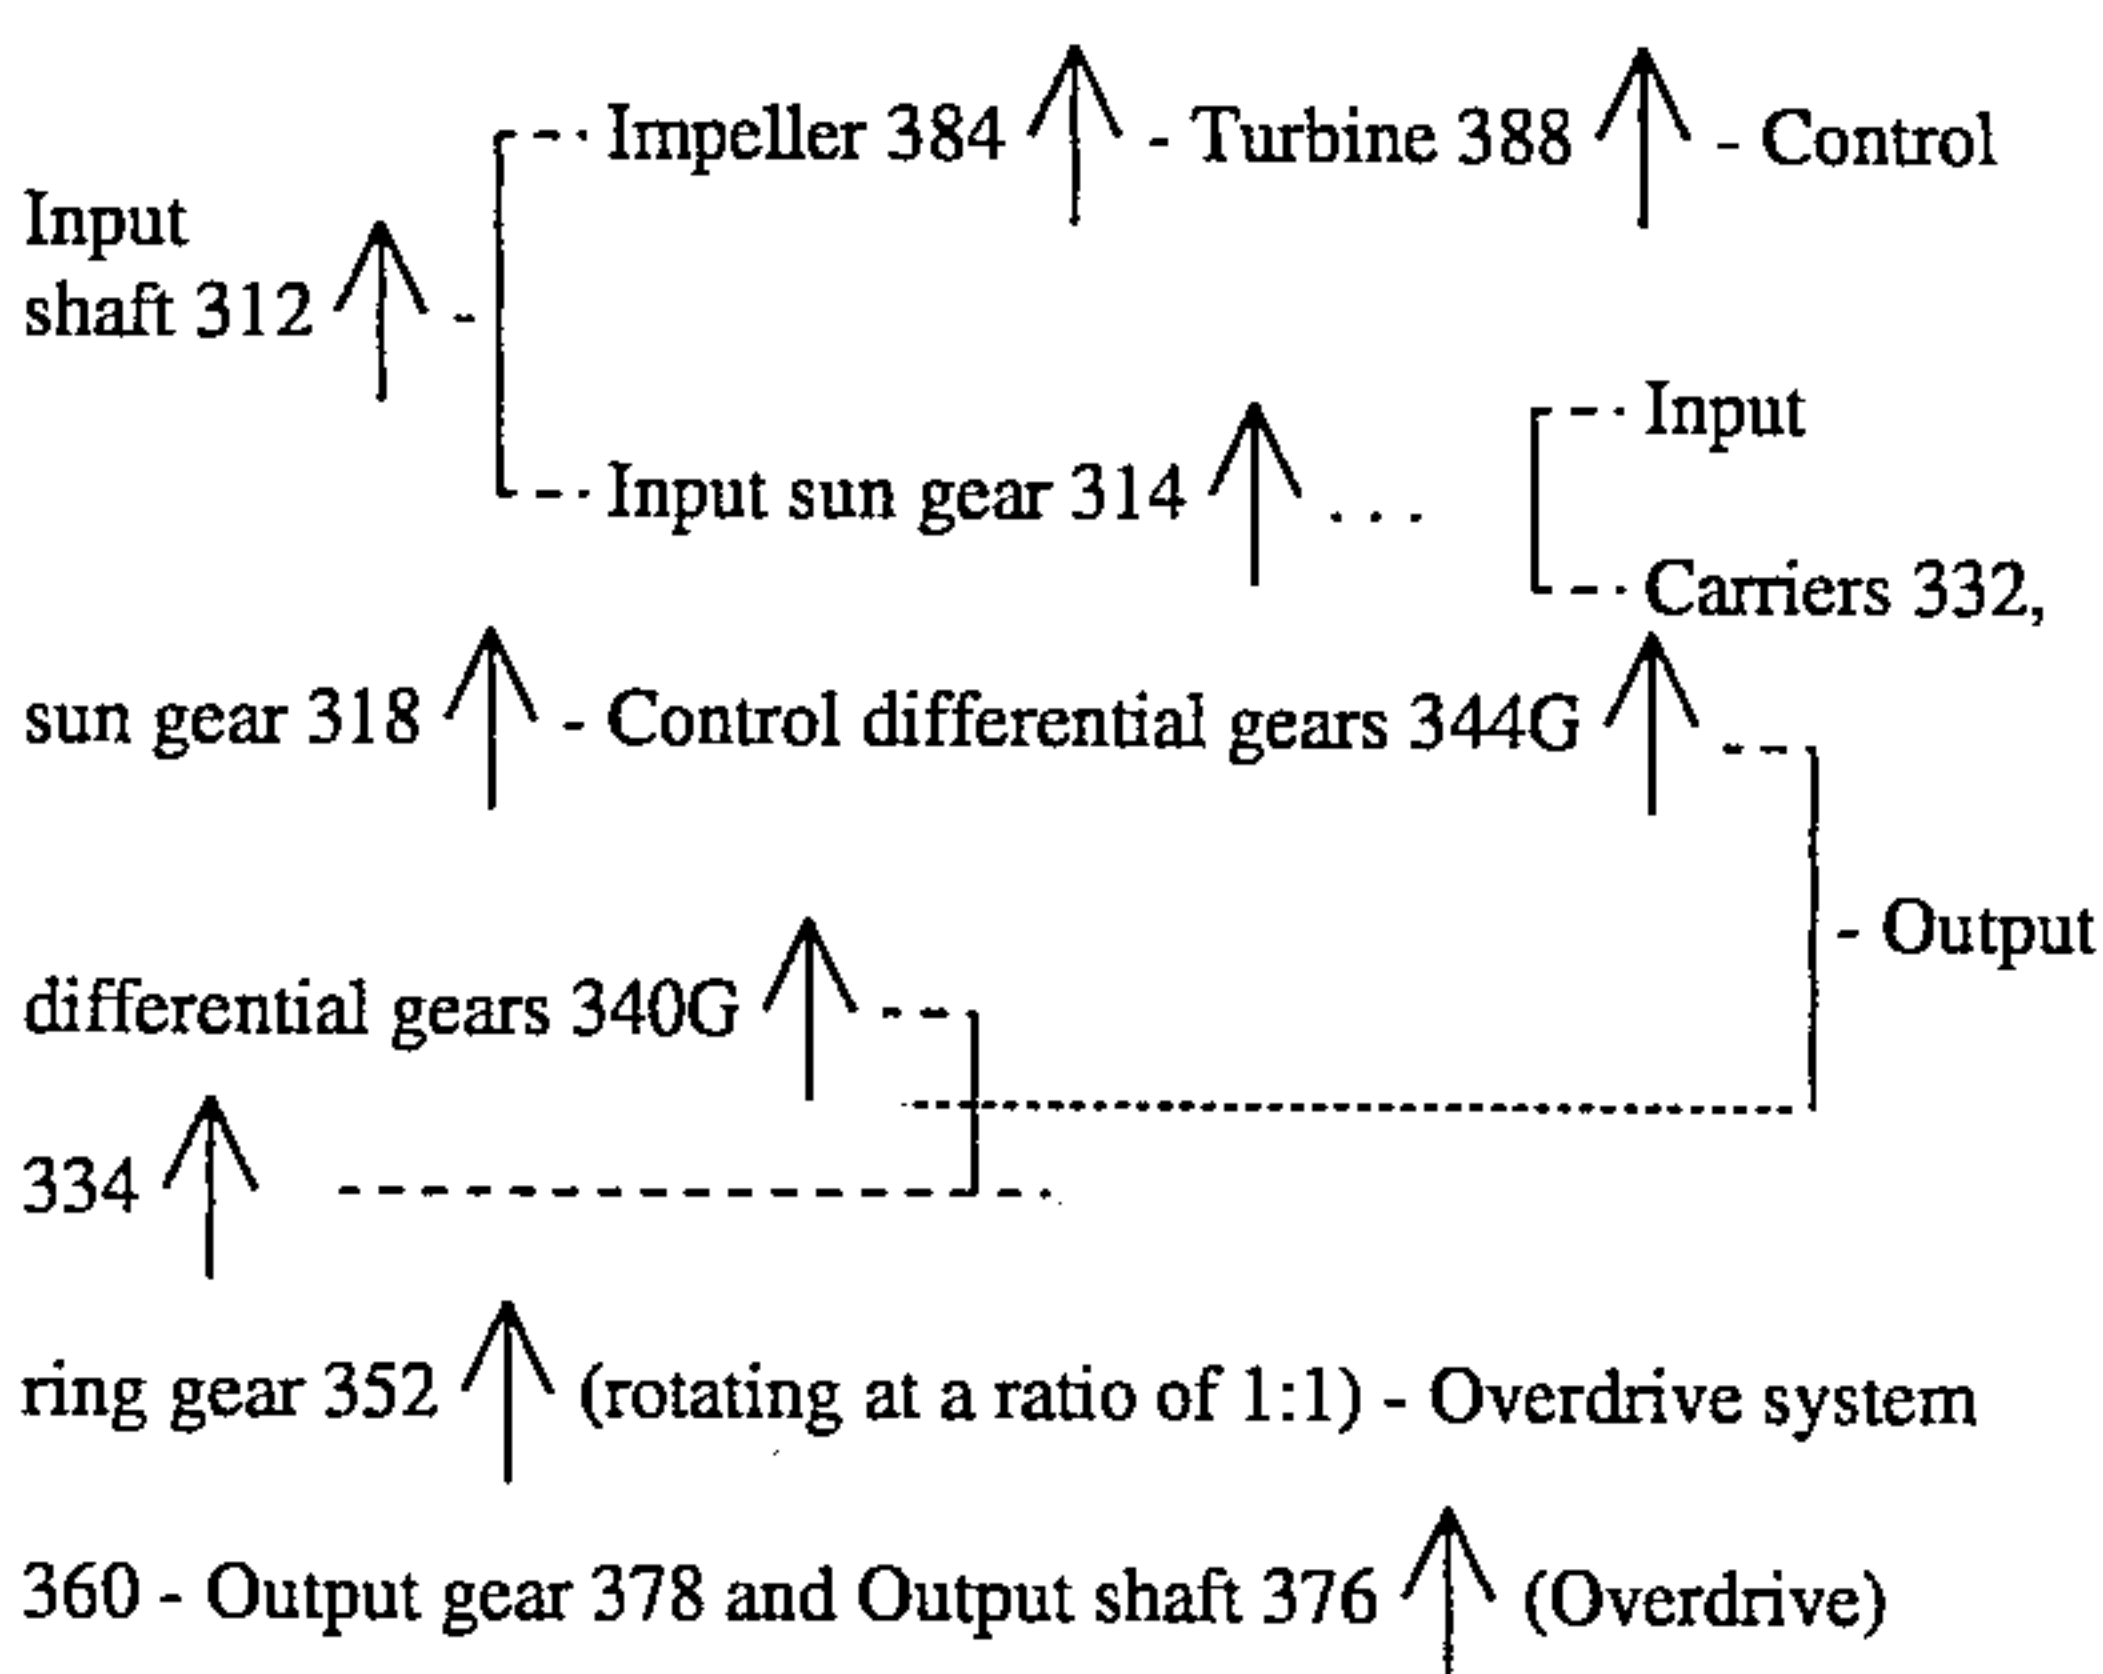 Impeller 384 ↑ - Turbine 388 ↑ - Control
Input
shaft 312 ↑ -
Input
Input sun gear 314 ↑ ...
Carriers 332,
sun gear 318 ↑ - Control differential gears 344G ↑
- Output
differential gears 340G ↑
334 ↑
ring gear 352 ↑ (rotating at a ratio of 1:1) - Overdrive system
360 - Output gear 378 and Output shaft 376 ↑ (Overdrive)